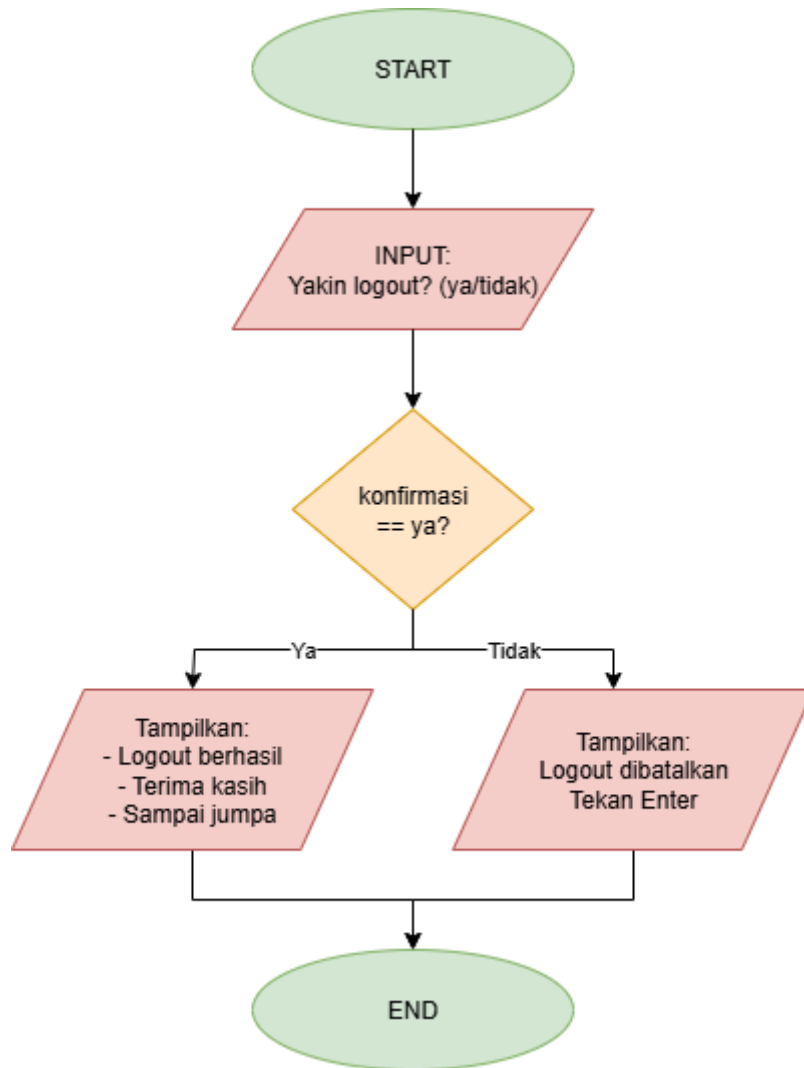 START
INPUT:
Yakin logout? (ya/tidak)
konfirmasi
== ya?
Ya
Tidak
Tampilkan:
- Logout berhasil
- Terima kasih
- Sampai jumpa
Tampilkan:
Logout dibatalkan
Tekan Enter
END